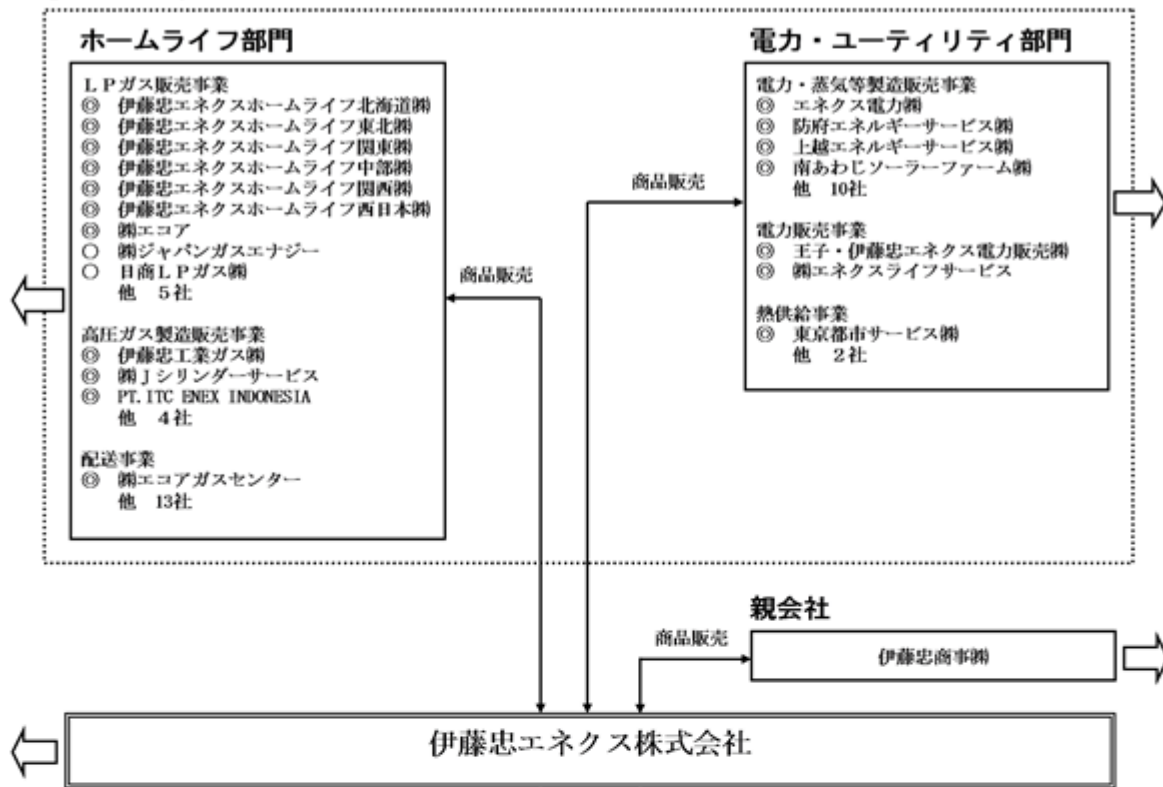 ホームライフ部門
LPガス販売事業
◎ 伊藤忠エネクスホームライフ北海道㈱
◎ 伊藤忠エネクスホームライフ東北㈱
◎ 伊藤忠エネクスホームライフ関東㈱
◎ 伊藤忠エネクスホームライフ中部㈱
◎ 伊藤忠エネクスホームライフ関西㈱
◎ 伊藤忠エネクスホームライフ西日本㈱
◎ ㈱エコア
○ ㈱ジャパンガスエナジー
○ 日商LPガス㈱
他 5社
高圧ガス製造販売事業
◎ 伊藤忠工業ガス㈱
◎ ㈱Jシリンダーサービス
◎ PT.ITC ENEX INDONESIA
他 4社
配送事業
◎ ㈱エコアガスセンター
他 13社
商品販売
商品販売
電力・ユーティリティ部門
電力・蒸気等製造販売事業
◎ エネクス電力㈱
◎ 防府エネルギーサービス㈱
◎ 上越エネルギーサービス㈱
◎ 南あわじソーラーファーム㈱
他 10社
電力販売事業
◎ 王子・伊藤忠エネクス電力販売㈱
◎ ㈱エネクスライフサービス
熱供給事業
◎ 東京都市サービス㈱
他 2社
親会社
商品販売
伊藤忠商事㈱
伊藤忠エネクス株式会社